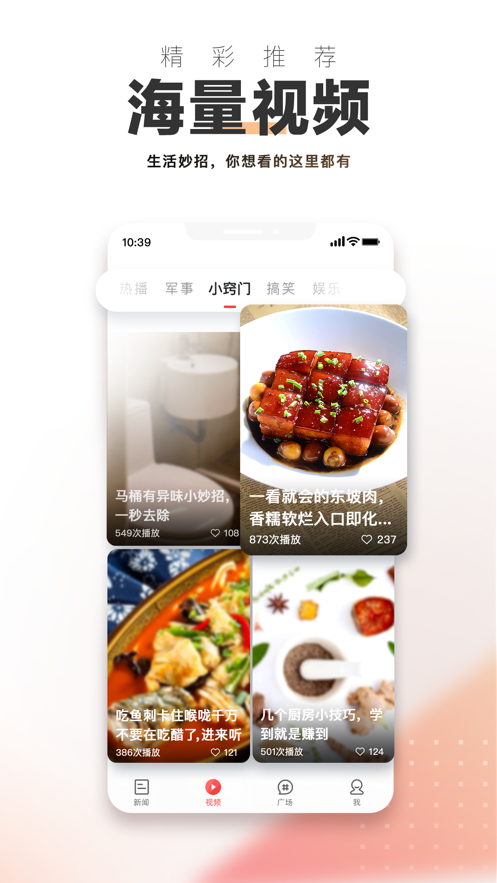 精彩推荐
海量视频
生活妙招，你想看的这里都有
10:39
热播 军事 小窍门 搞笑 娱乐
马桶有异味小妙招，
一秒去除
549次播放 108
一看就会的东坡肉，
香糯软烂入口即化...
873次播放 237
吃鱼刺卡住喉咙千万
不要在吃醋了,进来听
386次播放 121
几个厨房小技巧，学
到就是赚到
501次播放 124
新闻 视频 广场 我